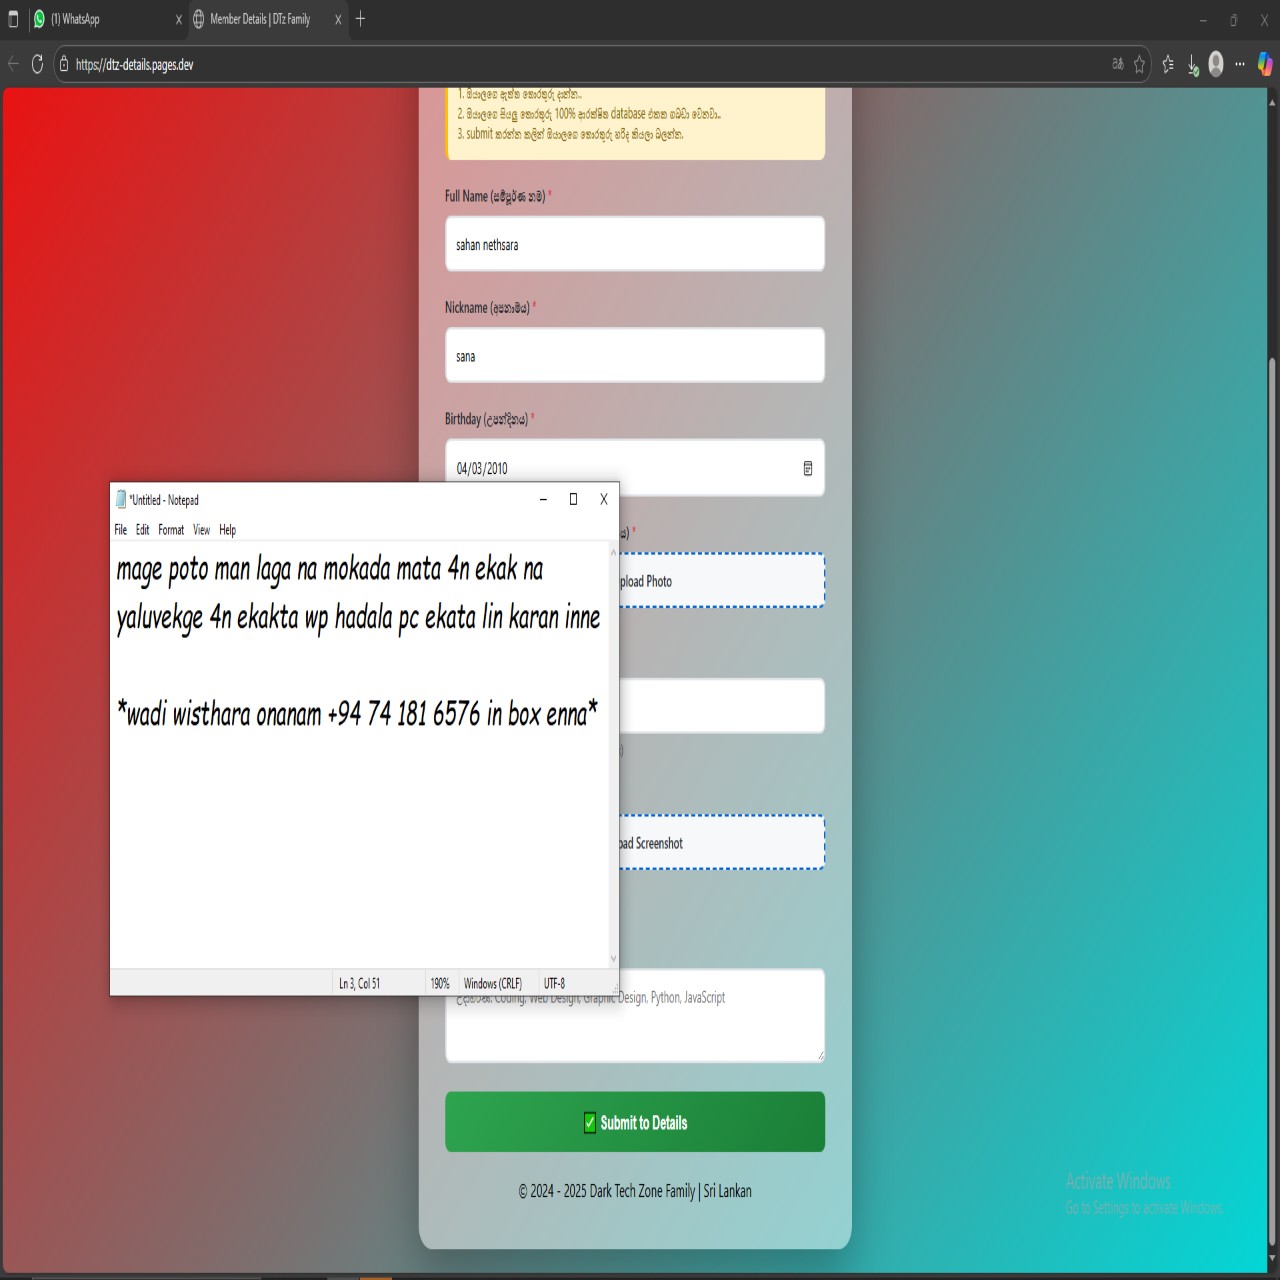 (1) WhatsApp
Member Details | DTz Family
https://dtz-details.pages.dev
1. ඔයාලගෙ ඇත්ත තොරතුරු දාන්න..
2. ඔයාලගෙ සියලු තොරතුරු 100% ආරක්ෂිත database එකක ගබඩා වෙනවා..
3. submit කරන්න කලින් ඔයාලගෙ තොරතුරු හරිද කියලා බලන්න.
Full Name (සම්පූර්ණ නම) *
sahan nethsara
Nickname (අපනාමය) *
sana
Birthday (උපන්දිනය) *
04/03/2010
*Untitled - Notepad
File Edit Format View Help
mage poto man laga na mokada mata 4n ekak na
yaluvekge 4n ekakta wp hadala pc ekata lin karan inne
*wadi wisthara onanam +94 74 181 6576 in box enna*
Ln 3, Col 51 190% Windows (CRLF) UTF-8
ය) *
pload Photo
)
oad Screenshot
උදාහරණ: Coding, Web Design, Graphic Design, Python, JavaScript
✅ Submit to Details
© 2024 - 2025 Dark Tech Zone Family | Sri Lankan
Activate Windows
Go to Settings to activate Windows.